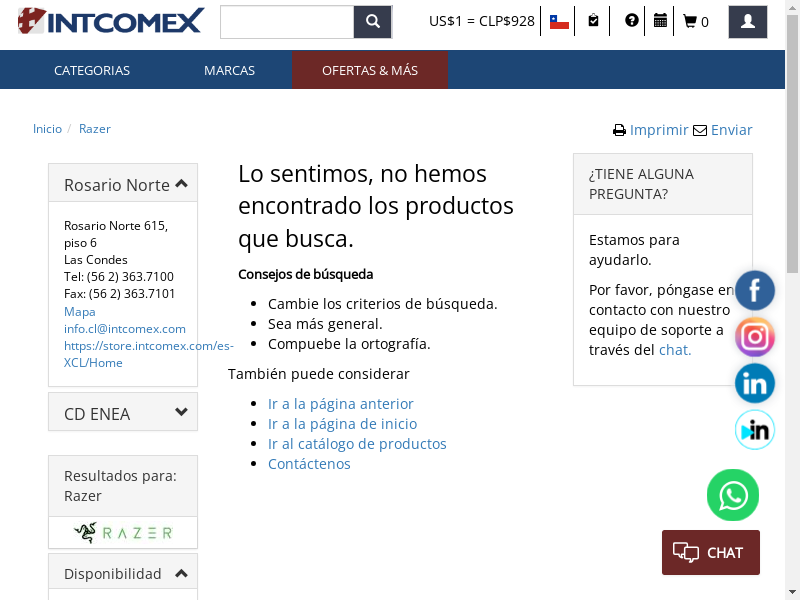 INTCOMEX
US$1 = CLP$928
0
CATEGORIAS
MARCAS
OFERTAS & MÁS
Inicio / Razer
Imprimir
Enviar
Rosario Norte
Rosario Norte 615,
piso 6
Las Condes
Tel: (56 2) 363.7100
Fax: (56 2) 363.7101
Mapa
info.cl@intcomex.com
https://store.intcomex.com/es-
XCL/Home
CD ENEA
Resultados para:
Razer
RAZER
Disponibilidad
Lo sentimos, no hemos
encontrado los productos
que busca.
Consejos de búsqueda
Cambie los criterios de búsqueda.
Sea más general.
Compuebe la ortografía.
También puede considerar
Ir a la página anterior
Ir a la página de inicio
Ir al catálogo de productos
Contáctenos
¿TIENE ALGUNA
PREGUNTA?
Estamos para
ayudarlo.
Por favor, póngase en
contacto con nuestro
equipo de soporte a
través del chat.
f
in
in
CHAT